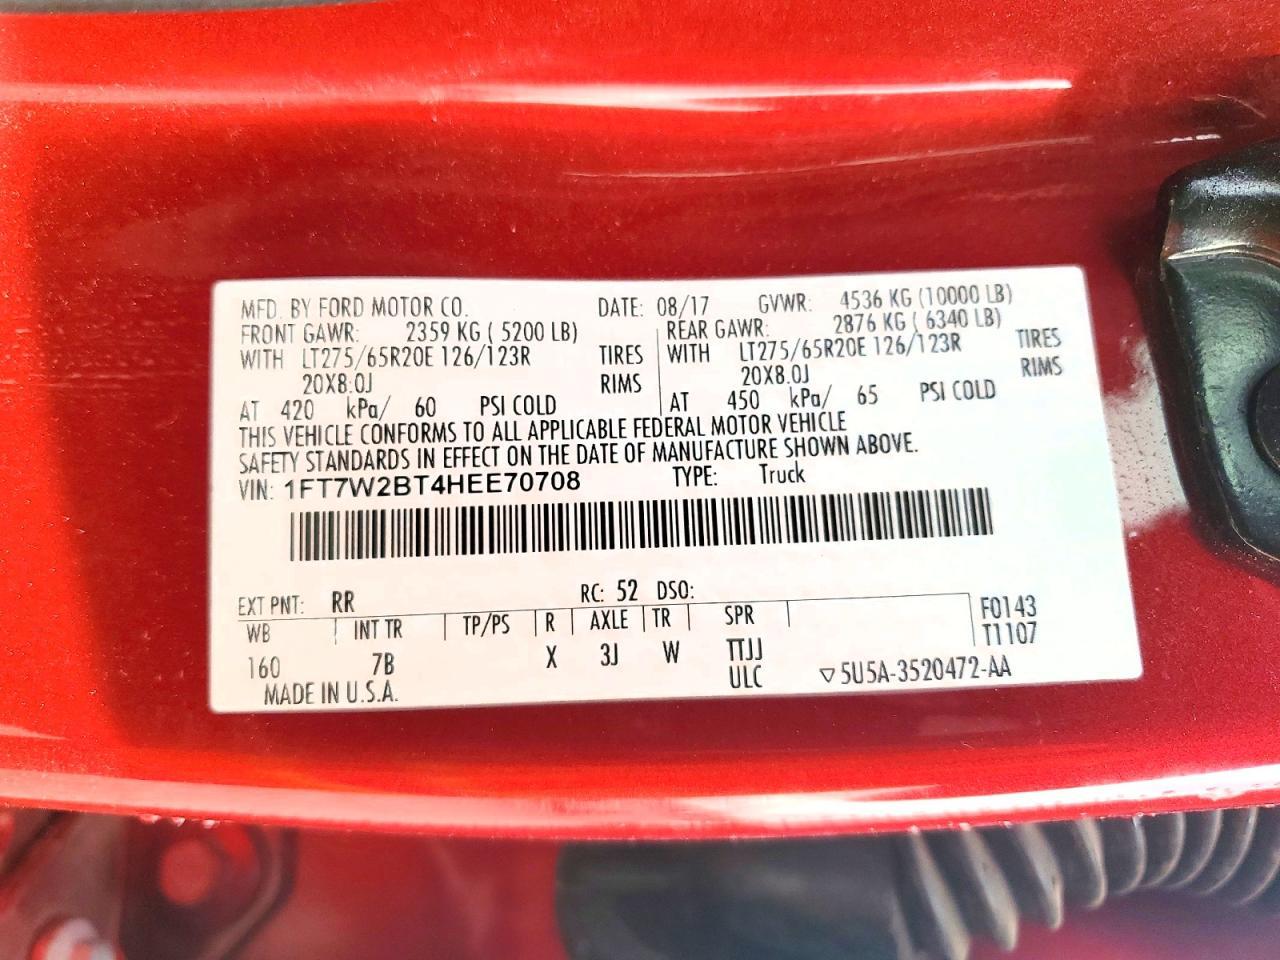 MFD. BY FORD MOTOR CO. DATE: 08/17 GVWR: 4536 KG (10000 LB)
FRONT GAWR: 2359 KG ( 5200 LB) REAR GAWR: 2876 KG ( 6340 LB)
WITH LT275/65R20E 126/123R TIRES WITH LT275/65R20E 126/123R TIRES
20X8.0J RIMS 20X8.0J RIMS
AT 420 kPa/ 60 PSI COLD AT 450 kPa/ 65 PSI COLD
THIS VEHICLE CONFORMS TO ALL APPLICABLE FEDERAL MOTOR VEHICLE
SAFETY STANDARDS IN EFFECT ON THE DATE OF MANUFACTURE SHOWN ABOVE.
VIN: 1FT7W2BT4HEE70708 TYPE: Truck
EXT PNT: RR RC: 52 DSO:
WB INT TR TP/PS R AXLE TR SPR F0143
T1107
160 7B X 3J W TTJJ
ULC ▽5U5A-3520472-AA
MADE IN U.S.A.